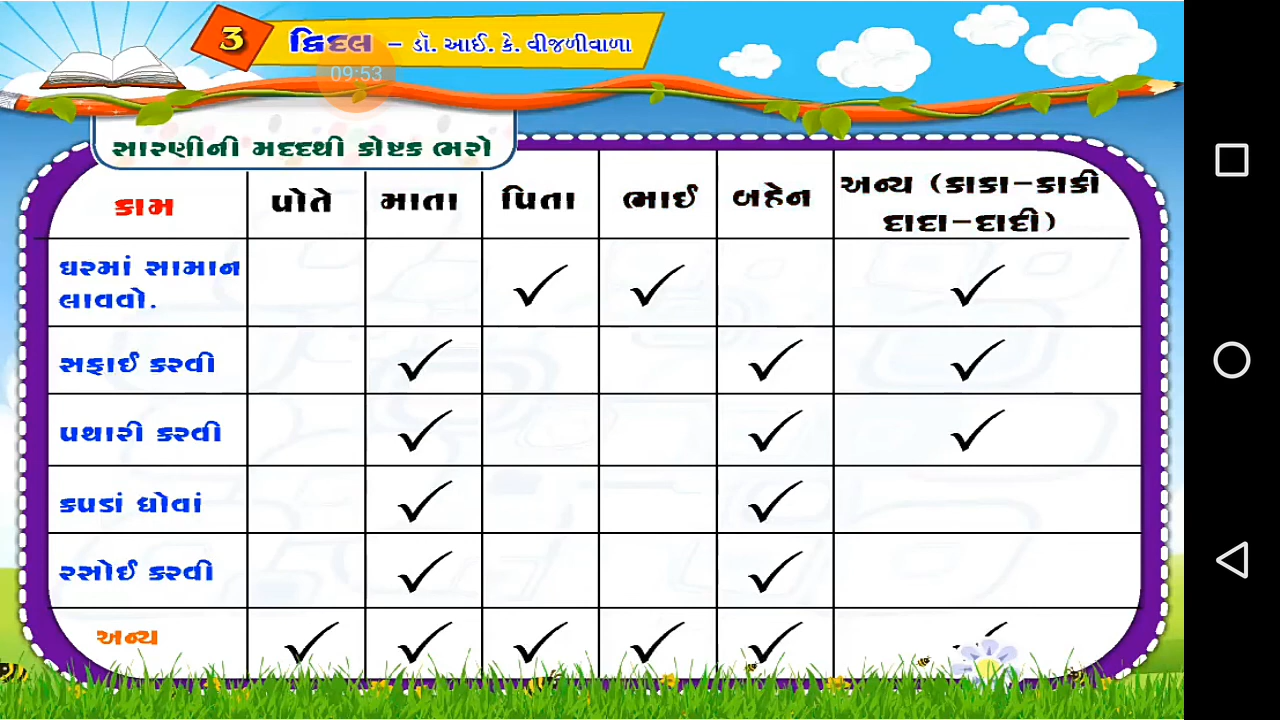 3 દ્વિદલ – ડૉ. આઈ. કે. વીજળીવાળા
09:53
સારણીની મદદથી કોષ્ટક ભરો
કામ પોતે માતા પિતા ભાઈ બહેન અન્ય (કાકા-કાકી
દાદા-દાદી)
ઘરમાં સામાન ✓ ✓ ✓
લાવવો.
સફાઈ કરવી ✓ ✓ ✓
પથારી કરવી ✓ ✓ ✓
કપડાં ધોવાં ✓ ✓
રસોઈ કરવી ✓ ✓
અન્ય ✓ ✓ ✓ ✓ ✓ ✓